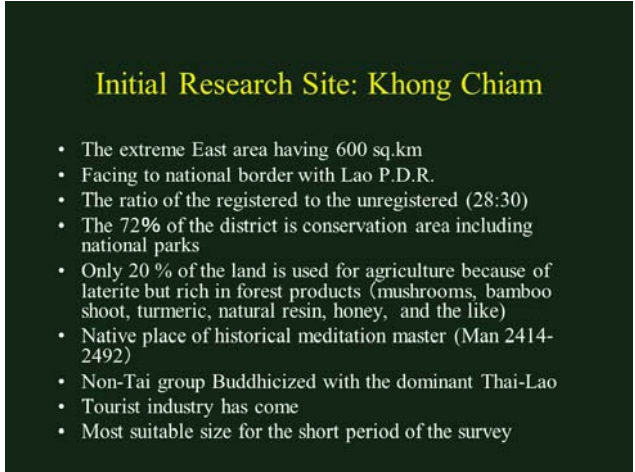 Initial Research Site: Khong Chiam
• The extreme East area having 600 sq.km
• Facing to national border with Lao P.D.R.
• The ratio of the registered to the unregistered (28:30)
• The 72% of the district is conservation area including
national parks
• Only 20 % of the land is used for agriculture because of
laterite but rich in forest products（mushrooms, bamboo
shoot, turmeric, natural resin, honey, and the like)
• Native place of historical meditation master (Man 2414-
2492）
• Non-Tai group Buddhicized with the dominant Thai-Lao
• Tourist industry has come
• Most suitable size for the short period of the survey